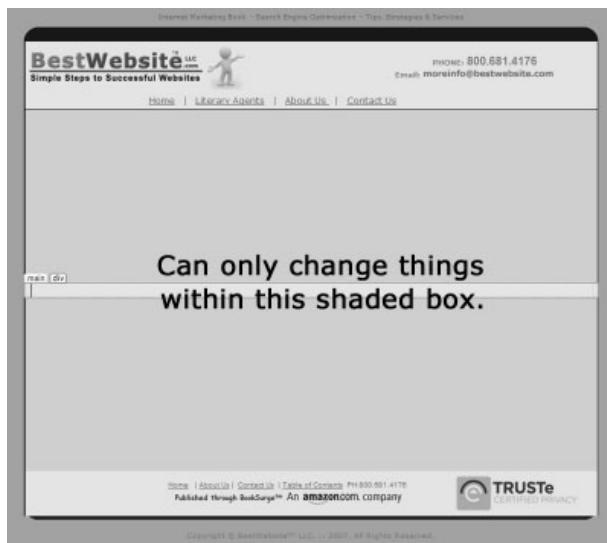 Internet Marketing Book - Search Engine Optimization - Tips, Strategies & Services
BestWebsite™ LLC .com
Simple Steps to Successful Websites
PHONE: 800.681.4176
Email: moreinfo@bestwebsite.com
Home | Literary Agents | About Us | Contact Us
Can only change things
main div
within this shaded box.
Home | About Us | Contact Us | Table of Contents PH 800.681.4176
Published through BookSurge™ An amazon.com. company
TRUSTe
CERTIFIED PRIVACY
Copyright © BestWebsite™ LLC. :: 2007. All Rights Reserved.